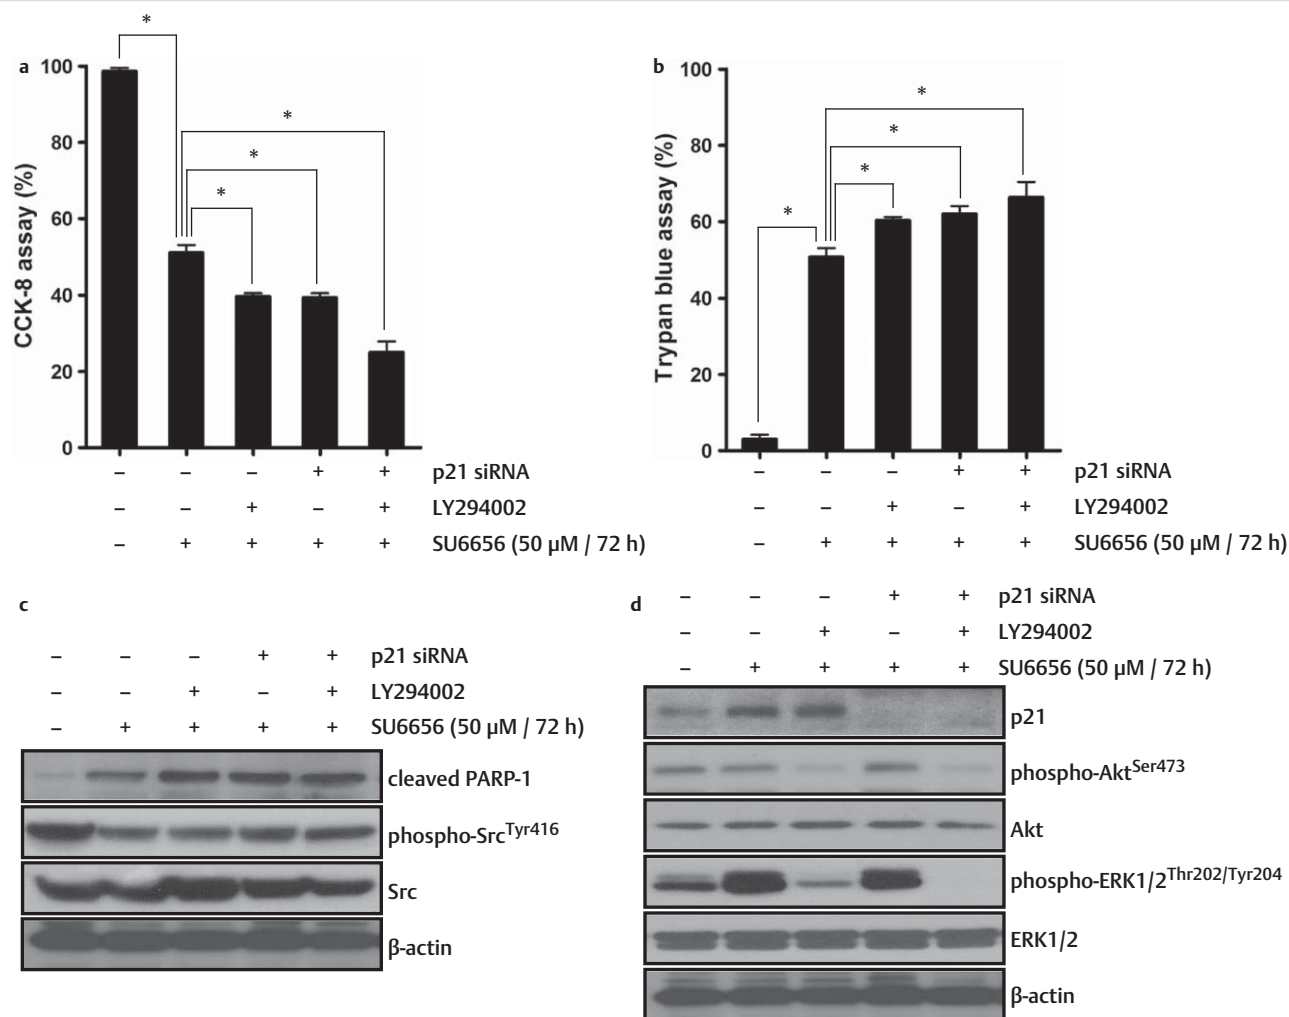 *
a
100
*
80
*
*
60
CCK-8 assay (%)
40
20
0
– – – + + p21 siRNA
– – + – + LY294002
– + + + + SU6656 (50 µM / 72 h)
b
100
*
*
80
*
*
60
Trypan blue assay (%)
40
20
0
– – – + + p21 siRNA
– – + – + LY294002
– + + + + SU6656 (50 µM / 72 h)
c
– – – + + p21 siRNA
– – + – + LY294002
– + + + + SU6656 (50 µM / 72 h)
cleaved PARP-1
phospho-SrcTyr416
Src
β-actin
d
– – – + + p21 siRNA
– – + – + LY294002
– + + + + SU6656 (50 µM / 72 h)
p21
phospho-AktSer473
Akt
phospho-ERK1/2Thr202/Tyr204
ERK1/2
β-actin